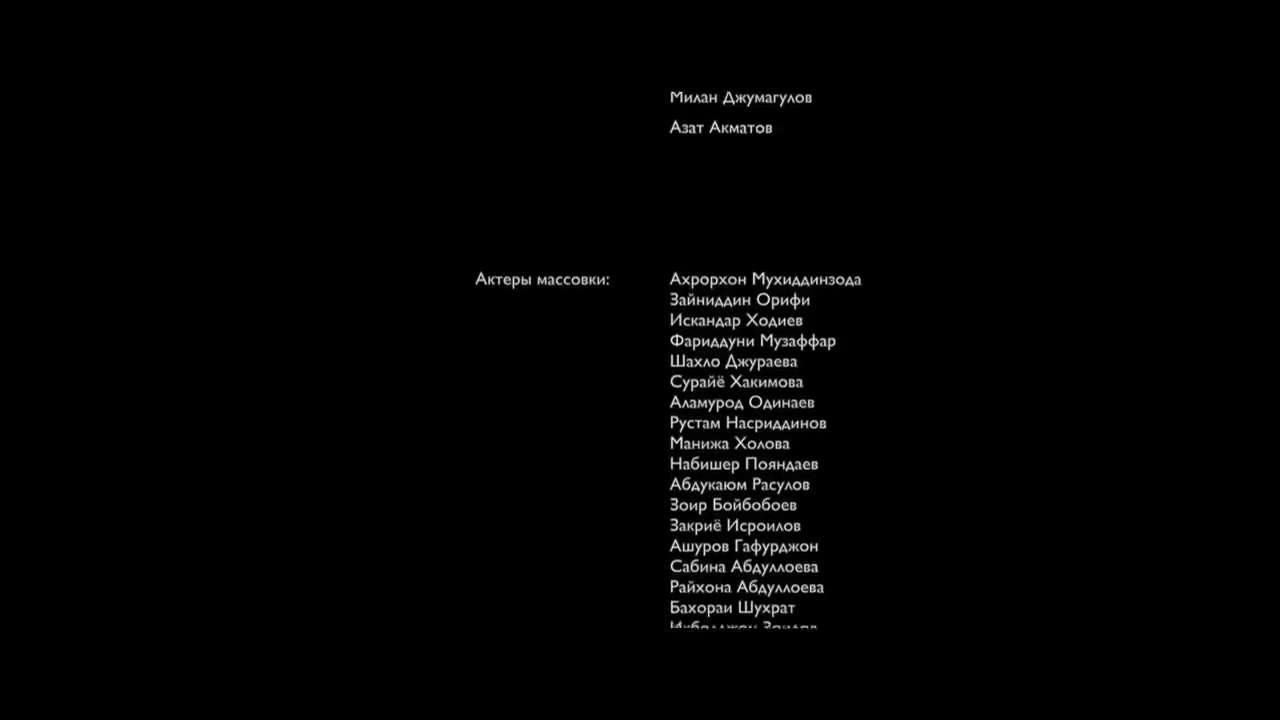 Милан Джумагулов
Азат Акматов
Актеры массовки: Ахрорхон Мухиддинзода
Зайниддин Орифи
Искандар Ходиев
Фариддуни Музаффар
Шахло Джураева
Сурайё Хакимова
Аламурод Одинаев
Рустам Насриддинов
Манижа Холова
Набишер Пояндаев
Абдукаюм Расулов
Зоир Бойбобоев
Закриё Исроилов
Ашуров Гафурджон
Сабина Абдуллоева
Райхона Абдуллоева
Бахораи Шухрат